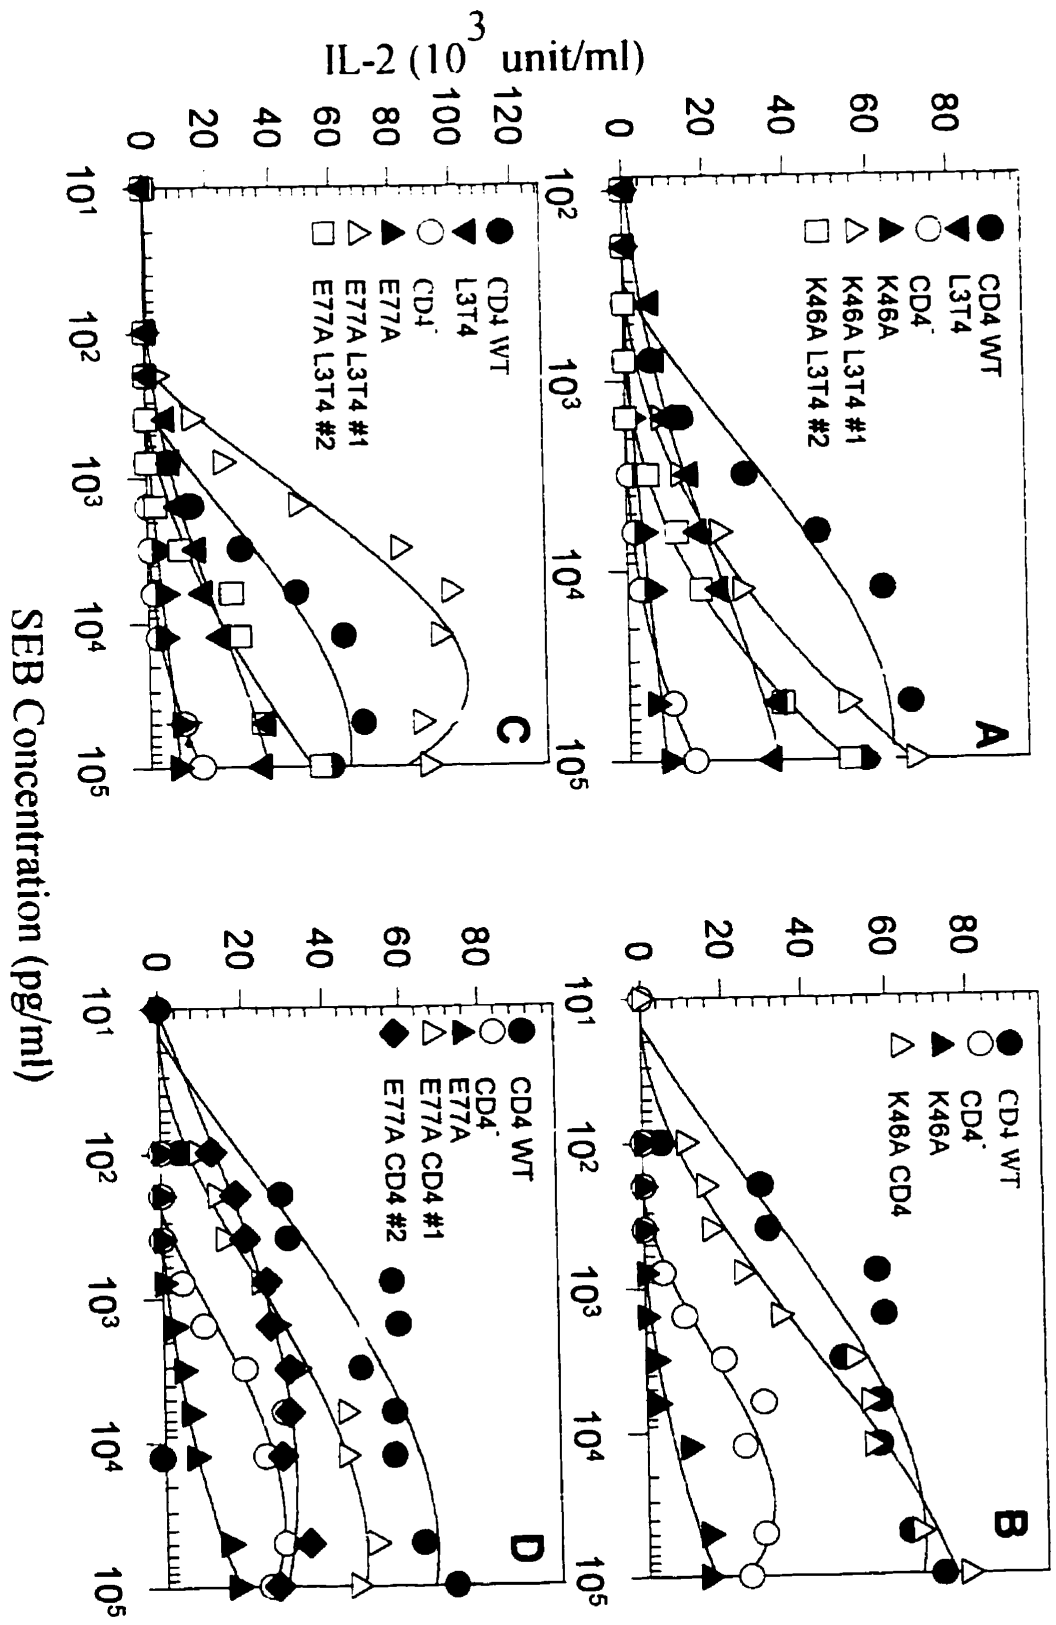 IL-2 (10³ unit/ml)
A
80
60
40
20
0
10² 10³ 10⁴ 10⁵
CD4 WT
L3T4
CD4⁻
K46A
K46A L3T4 #1
K46A L3T4 #2
B
80
60
40
20
0
10¹ 10² 10³ 10⁴ 10⁵
CD4 WT
CD4⁻
K46A
K46A CD4
C
120
100
80
60
40
20
0
10¹ 10² 10³ 10⁴ 10⁵
CD4 WT
L3T4
CD4⁻
E77A
E77A L3T4 #1
E77A L3T4 #2
D
80
60
40
20
0
10¹ 10² 10³ 10⁴ 10⁵
CD4 WT
CD4⁻
E77A
E77A CD4 #1
E77A CD4 #2
SEB Concentration (pg/ml)